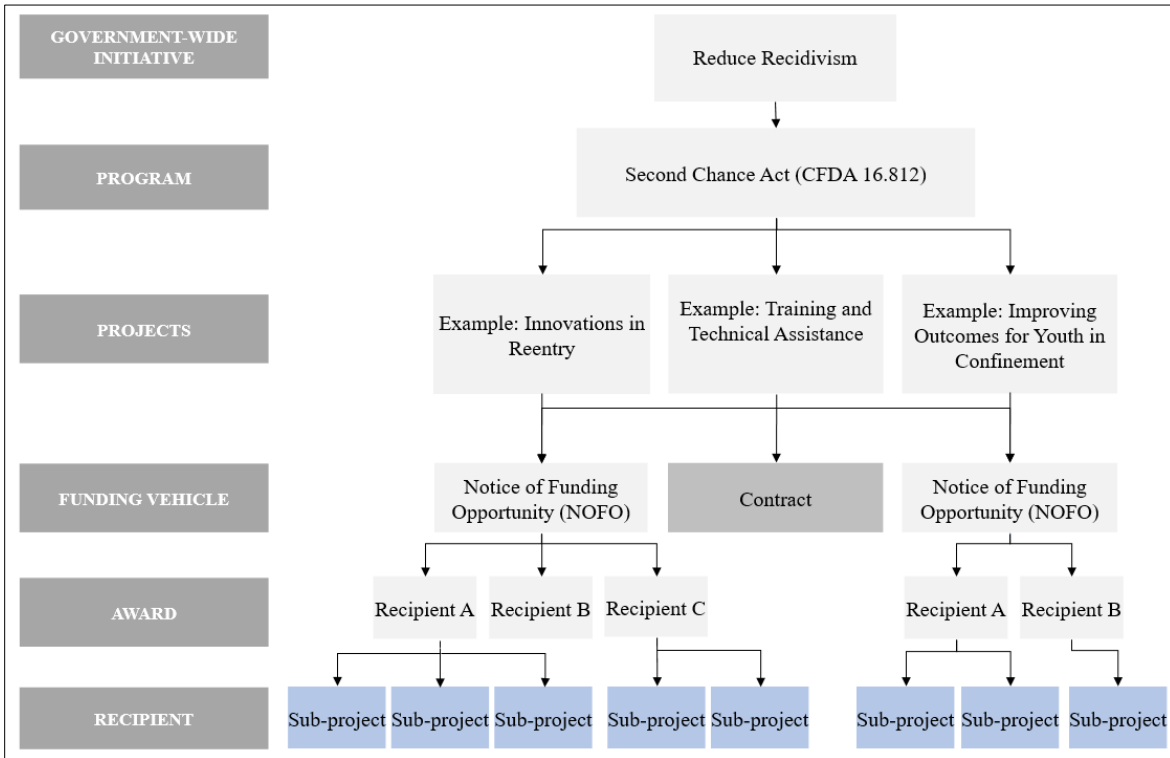 GOVERNMENT-WIDE
INITIATIVE
Reduce Recidivism
PROGRAM
Second Chance Act (CFDA 16.812)
PROJECTS
Example: Innovations in
Reentry
Example: Training and
Technical Assistance
Example: Improving
Outcomes for Youth in
Confinement
FUNDING VEHICLE
Notice of Funding
Opportunity (NOFO)
Contract
Notice of Funding
Opportunity (NOFO)
AWARD
Recipient A
Recipient B
Recipient C
Recipient A
Recipient B
RECIPIENT
Sub-project
Sub-project
Sub-project
Sub-project
Sub-project
Sub-project
Sub-project
Sub-project